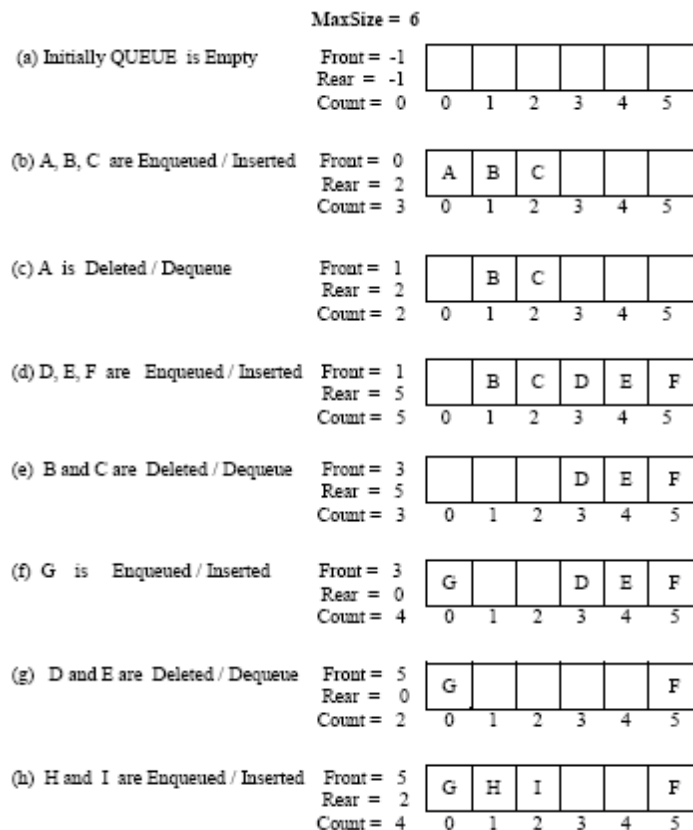 MaxSize = 6
(a) Initially QUEUE is Empty
Front = -1
Rear = -1
Count = 0
0 1 2 3 4 5
(b) A, B, C are Enqueued / Inserted
Front = 0
Rear = 2
Count = 3
A B C
0 1 2 3 4 5
(c) A is Deleted / Dequeue
Front = 1
Rear = 2
Count = 2
B C
0 1 2 3 4 5
(d) D, E, F are Enqueued / Inserted
Front = 1
Rear = 5
Count = 5
B C D E F
0 1 2 3 4 5
(e) B and C are Deleted / Dequeue
Front = 3
Rear = 5
Count = 3
D E F
0 1 2 3 4 5
(f) G is Enqueued / Inserted
Front = 3
Rear = 0
Count = 4
G D E F
0 1 2 3 4 5
(g) D and E are Deleted / Dequeue
Front = 5
Rear = 0
Count = 2
G F
0 1 2 3 4 5
(h) H and I are Enqueued / Inserted
Front = 5
Rear = 2
Count = 4
G H I F
0 1 2 3 4 5